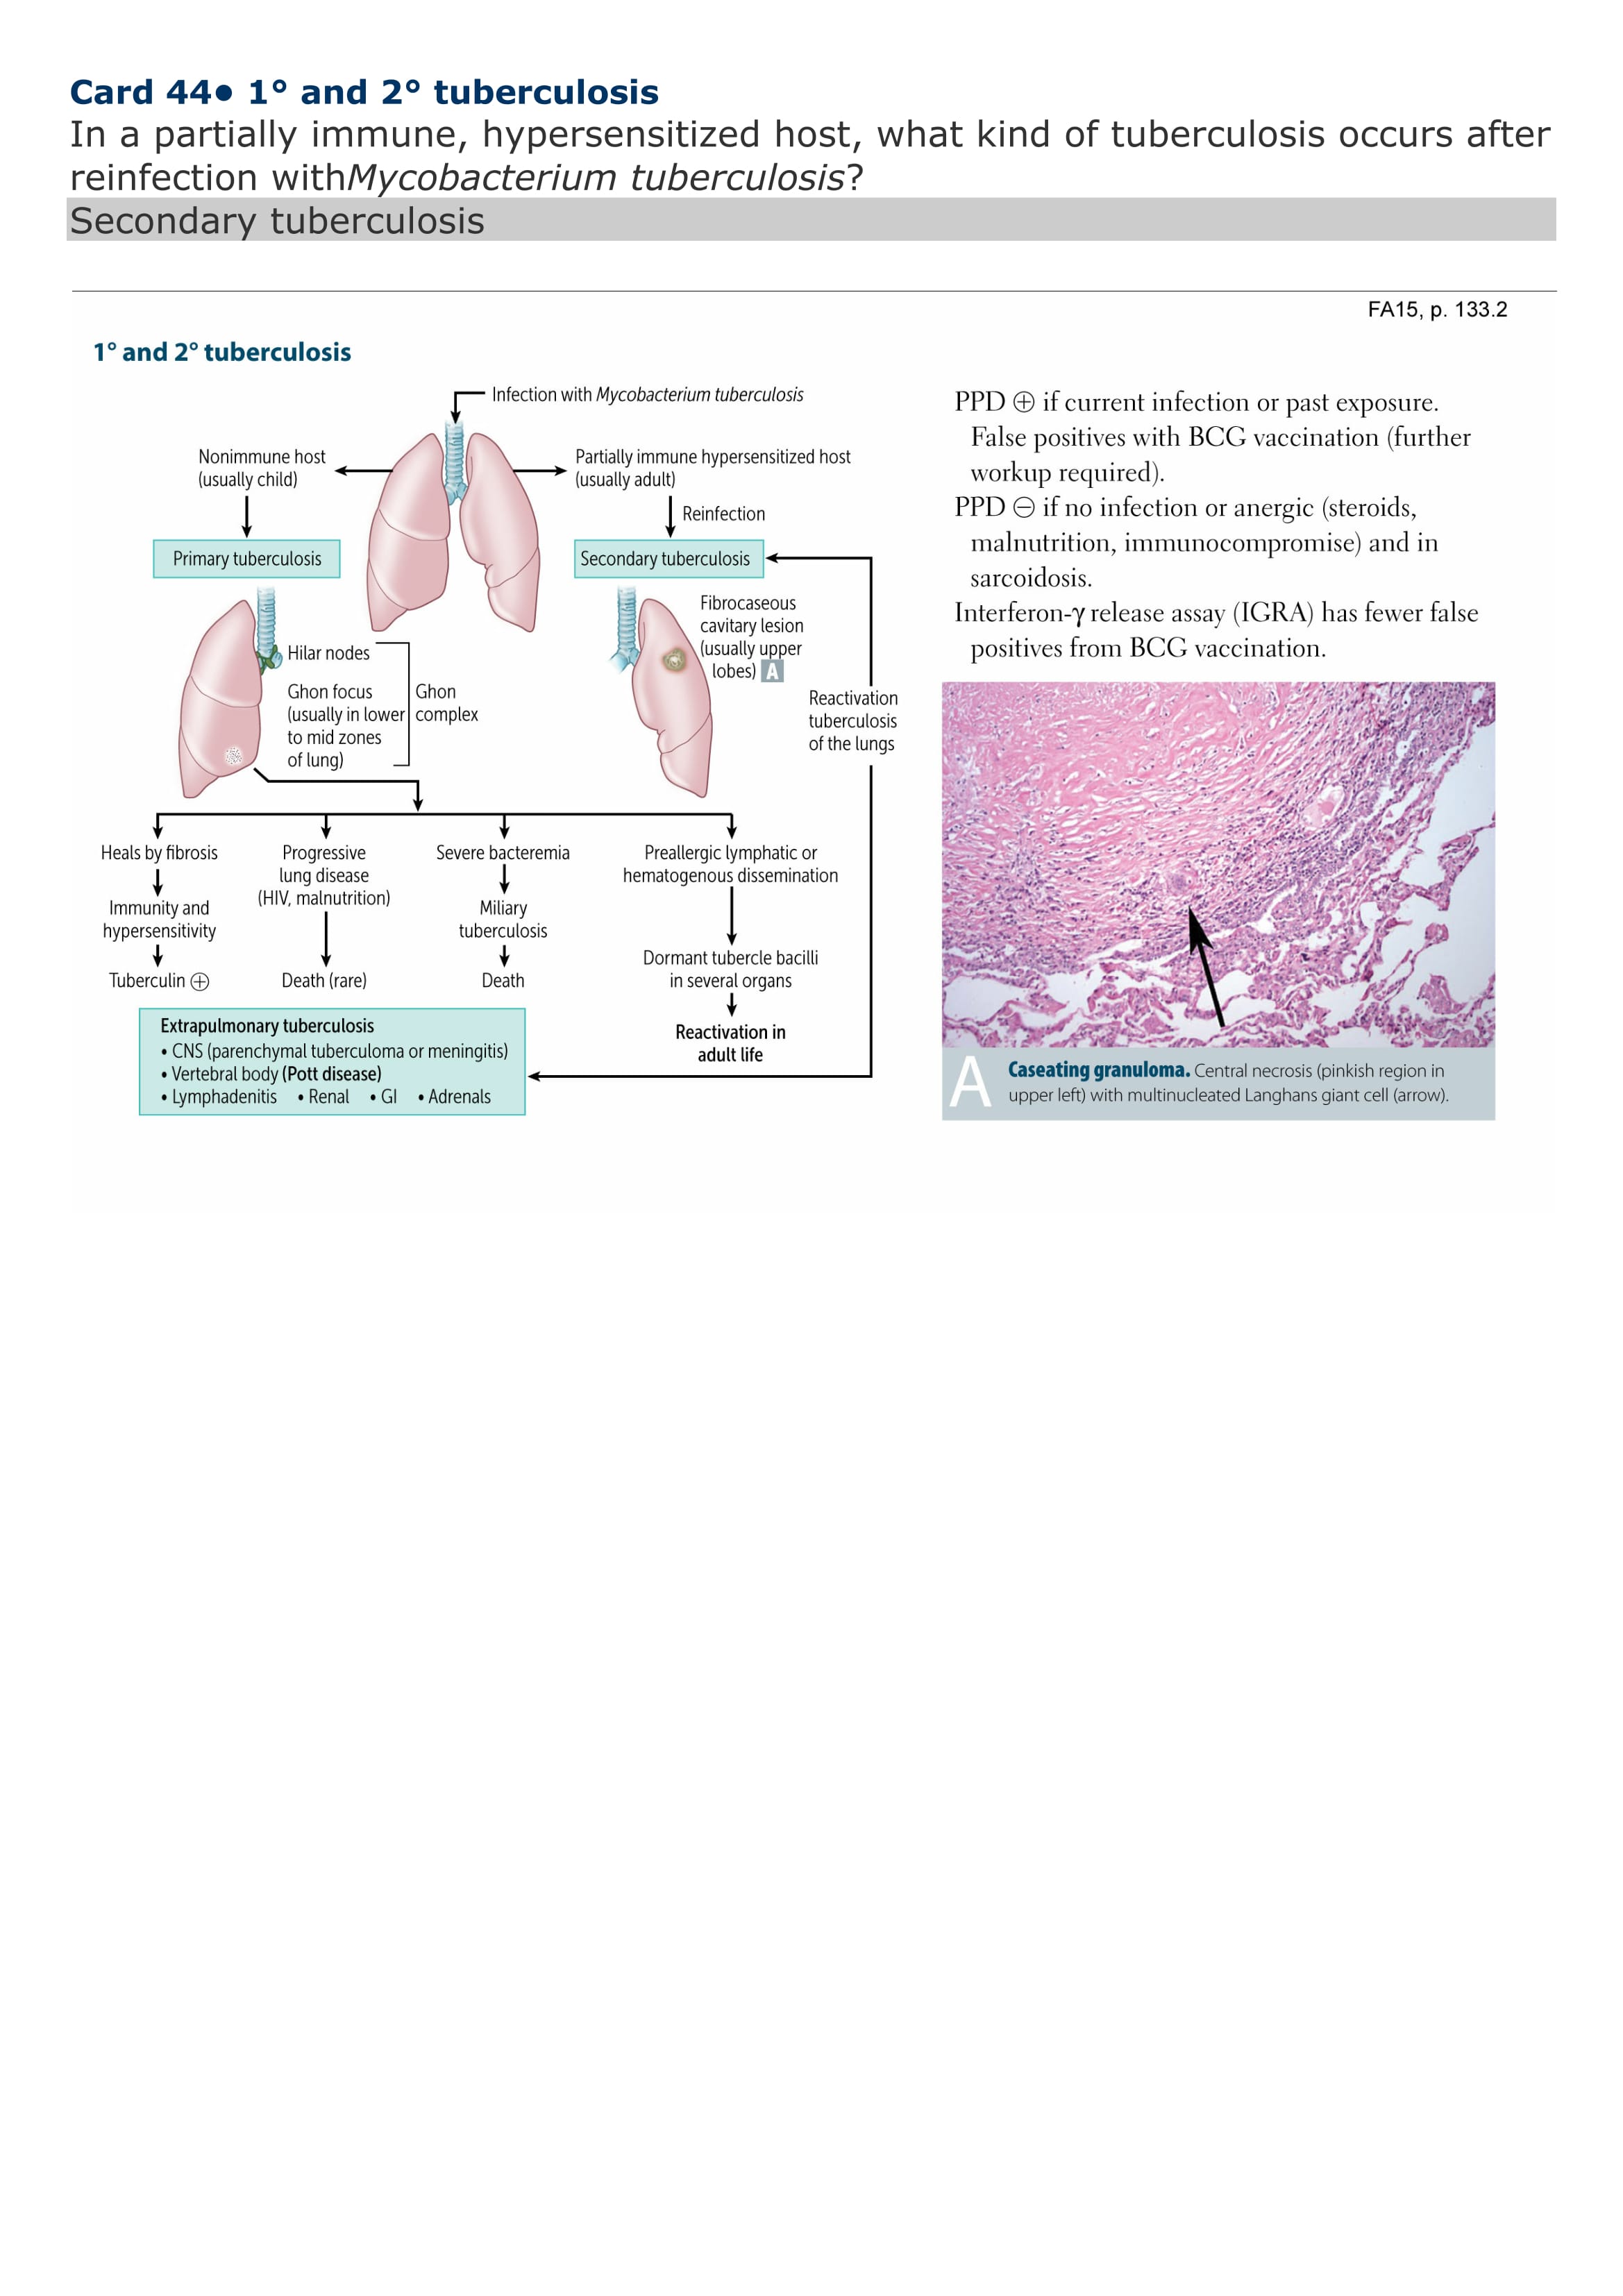 Card 44● 1° and 2° tuberculosis
In a partially immune, hypersensitized host, what kind of tuberculosis occurs after
reinfection withMycobacterium tuberculosis?
Secondary tuberculosis
FA15, p. 133.2
1° and 2° tuberculosis
Infection with Mycobacterium tuberculosis
Nonimmune host
(usually child)
Partially immune hypersensitized host
(usually adult)
Reinfection
Primary tuberculosis
Secondary tuberculosis
Hilar nodes
Ghon focus
(usually in lower
to mid zones
of lung)
Ghon
complex
Fibrocaseous
cavitary lesion
(usually upper
lobes) A
Reactivation
tuberculosis
of the lungs
Heals by fibrosis
Immunity and
hypersensitivity
Tuberculin ⊕
Progressive
lung disease
(HIV, malnutrition)
Death (rare)
Severe bacteremia
Miliary
tuberculosis
Death
Preallergic lymphatic or
hematogenous dissemination
Dormant tubercle bacilli
in several organs
Reactivation in
adult life
Extrapulmonary tuberculosis
• CNS (parenchymal tuberculoma or meningitis)
• Vertebral body (Pott disease)
• Lymphadenitis • Renal • GI • Adrenals
PPD ⊕ if current infection or past exposure.
False positives with BCG vaccination (further
workup required).
PPD ⊖ if no infection or anergic (steroids,
malnutrition, immunocompromise) and in
sarcoidosis.
Interferon-γ release assay (IGRA) has fewer false
positives from BCG vaccination.
A
Caseating granuloma. Central necrosis (pinkish region in
upper left) with multinucleated Langhans giant cell (arrow).